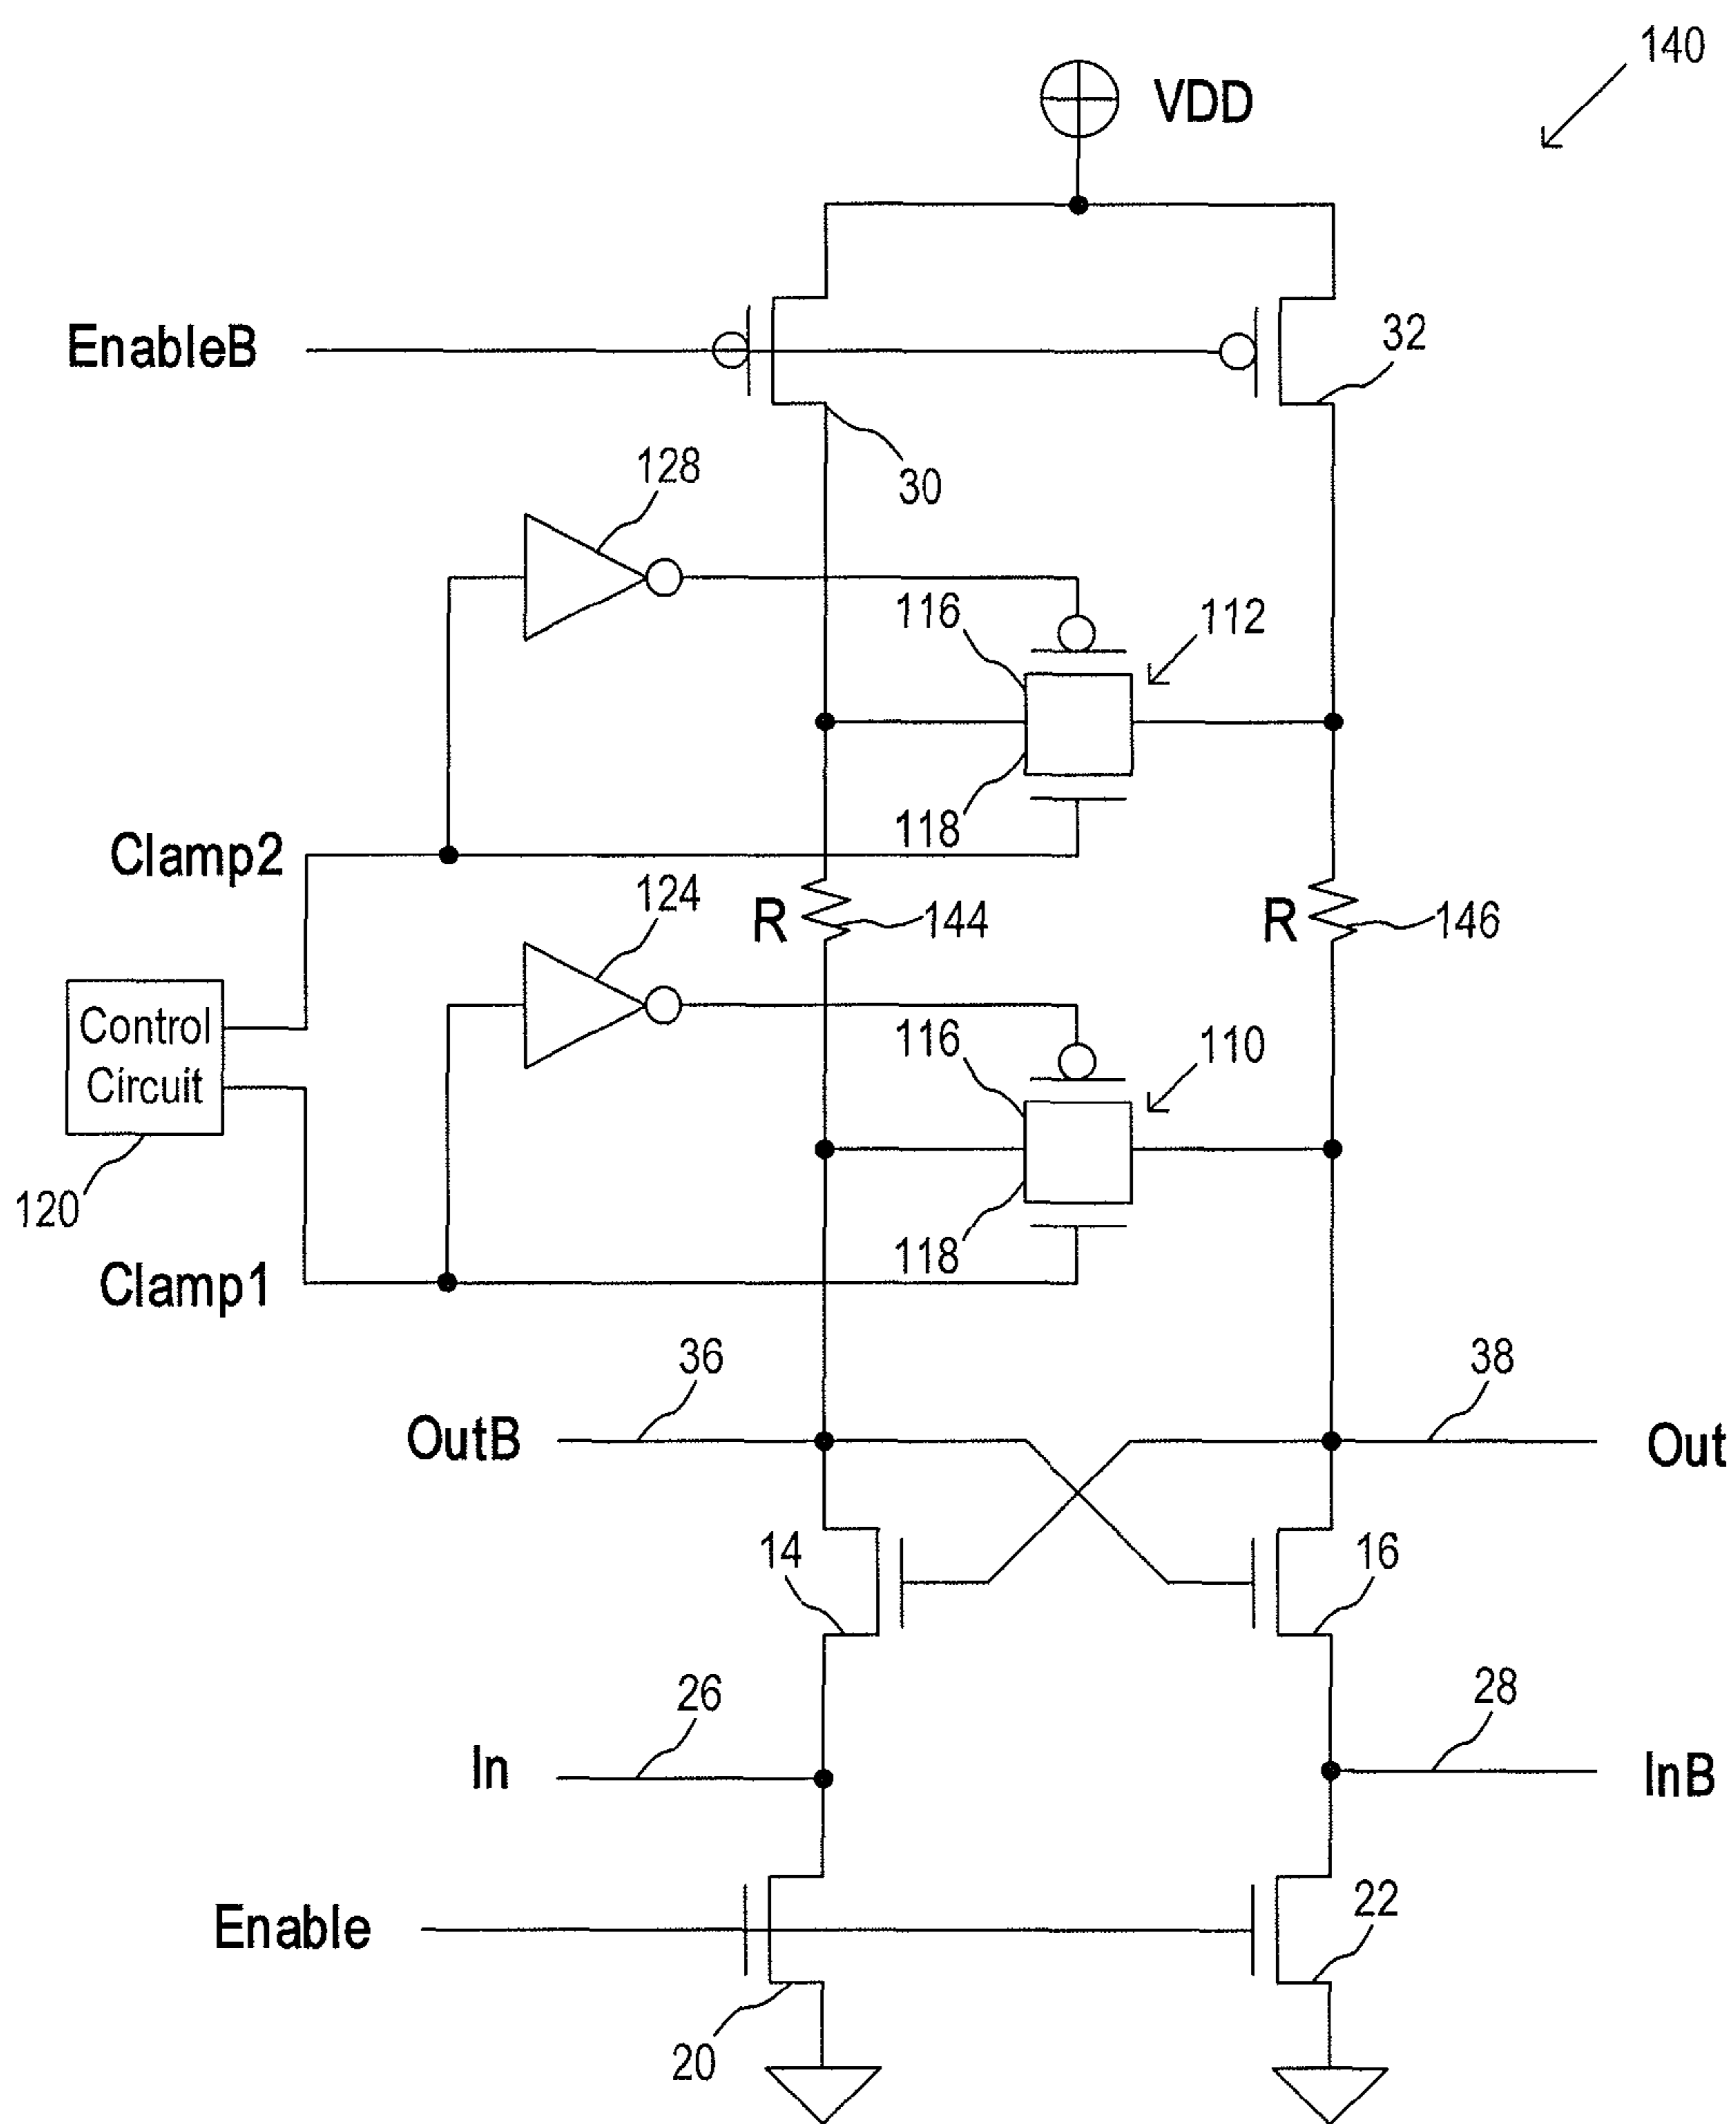 140
VDD
EnableB
32
30
128
116
112
118
Clamp2
124
R
144
R
146
Control
Circuit
116
110
120
118
Clamp1
36
38
OutB
Out
14
16
26
28
In
InB
Enable
22
20